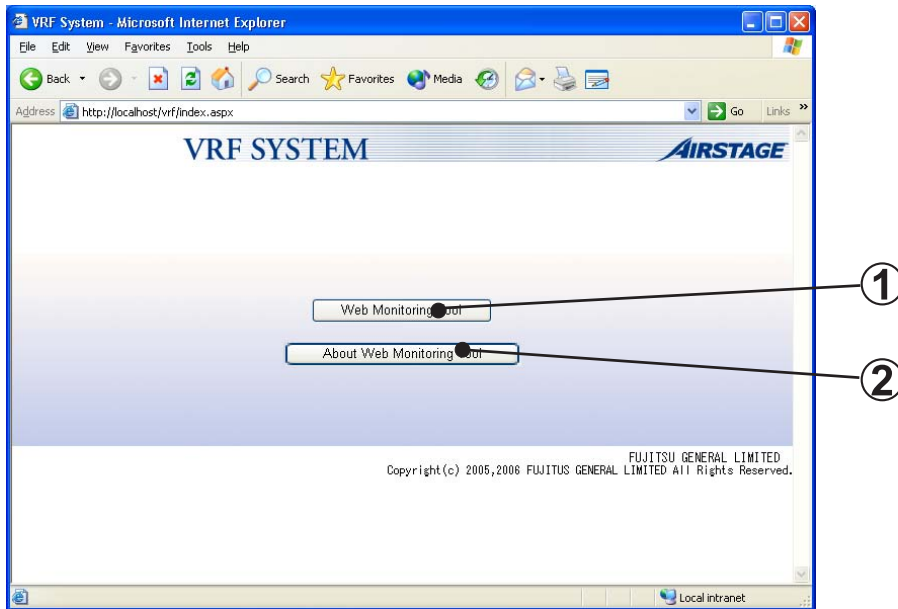 VRF System - Microsoft Internet Explorer
File Edit View Favorites Tools Help
Back Search Favorites Media
Address http://localhost/vrf/index.aspx Go Links »
VRF SYSTEM AIRSTAGE
1
Web Monitoring Tool
About Web Monitoring Tool
2
FUJITSU GENERAL LIMITED
Copyright(c) 2005,2006 FUJITUS GENERAL LIMITED All Rights Reserved.
Local intranet